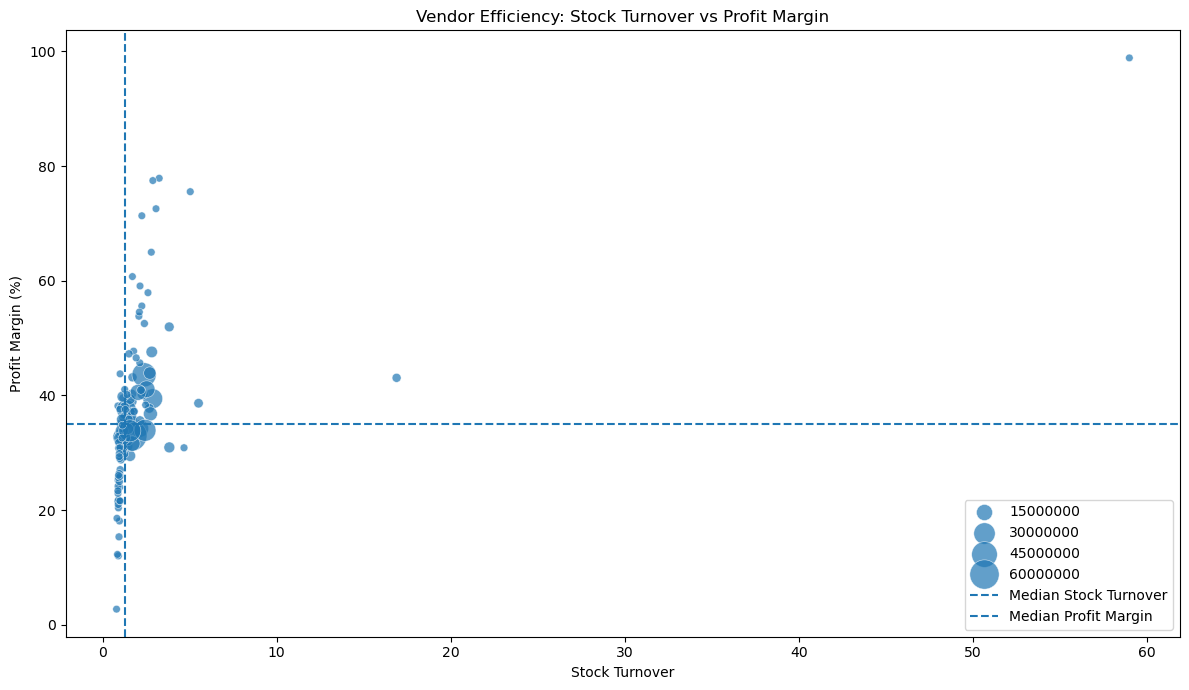 Vendor Efficiency: Stock Turnover vs Profit Margin
100
80
60
40
20
0
Profit Margin (%)
0 10 20 30 40 50 60
Stock Turnover
15000000
30000000
45000000
60000000
Median Stock Turnover
Median Profit Margin